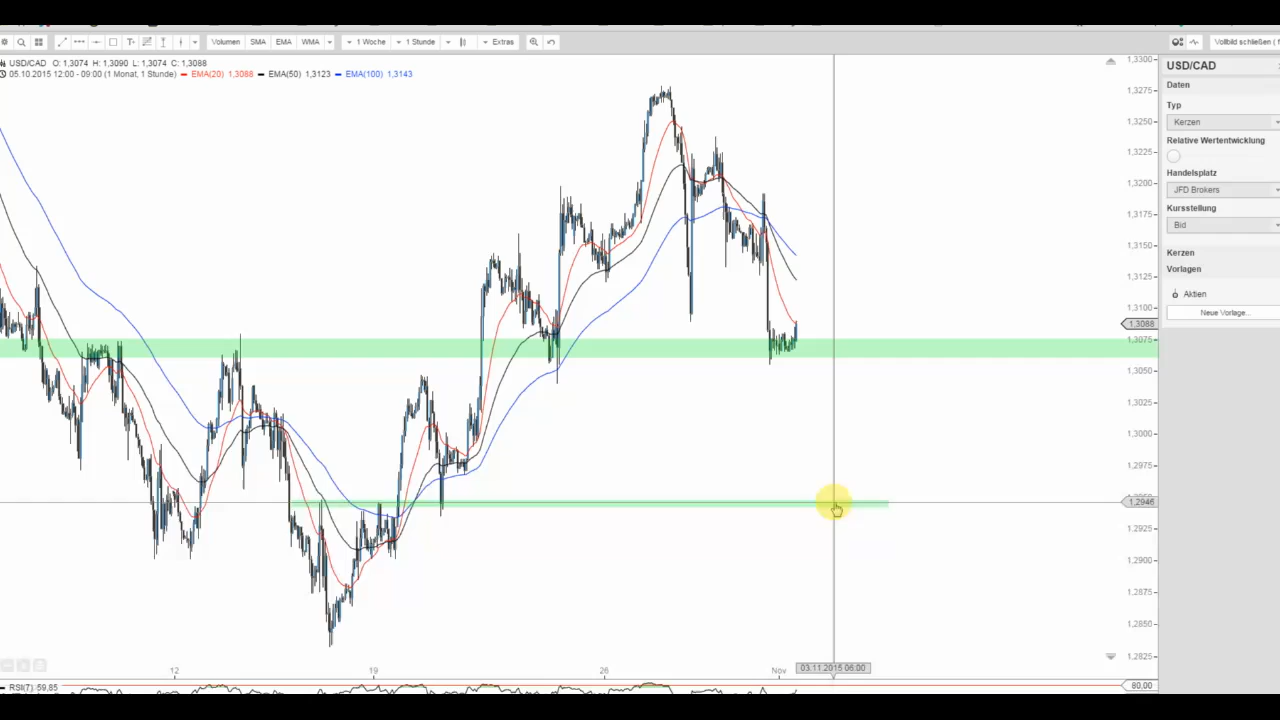 Volumen SMA EMA WMA 1 Woche 1 Stunde Extras Vollbild schließen (
USD/CAD O: 1,3074 H: 1,3090 L: 1,3074 C: 1,3088
05.10.2015 12:00 - 09:00 (1 Monat, 1 Stunde) EMA(20) 1,3088 EMA(50) 1,3123 EMA(100) 1,3143
USD/CAD
Daten
Typ
Kerzen
Relative Wertentwicklung
Handelsplatz
JFD Brokers
Kursstellung
Bid
Kerzen
Vorlagen
Aktien
Neue Vorlage...
1,3300
1,3275
1,3250
1,3225
1,3200
1,3175
1,3150
1,3125
1,3100
1,3088
1,3075
1,3050
1,3025
1,3000
1,2975
1,2946
1,2925
1,2900
1,2875
1,2850
1,2825
12 19 26 Nov 03.11.2015 06:00
RSI(7) 59,85 80,00